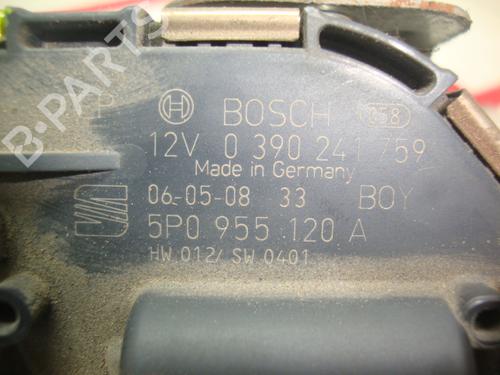 BOSCH 358
12V 0 390 241 759
Made in Germany
06-05-08 33 BOY
5P0 955 120 A
HW 012/ SW 0401
B-PARTS